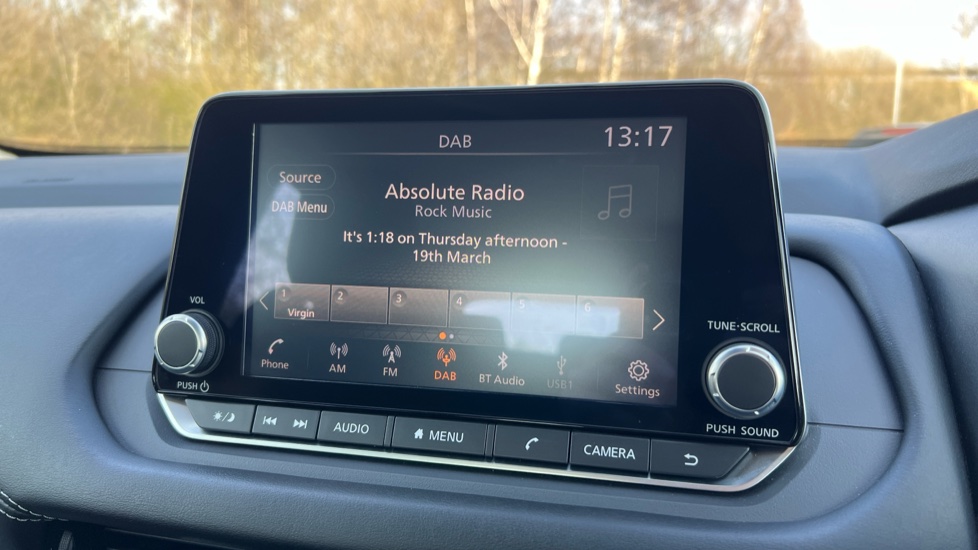 DAB 13:17
Source
Absolute Radio
Rock Music
DAB Menu
It's 1:18 on Thursday afternoon -
19th March
1 2 3 4 5 6
Virgin
Phone AM FM DAB BT Audio USB1 Settings
VOL
PUSH
TUNE·SCROLL
PUSH SOUND
AUDIO MENU CAMERA